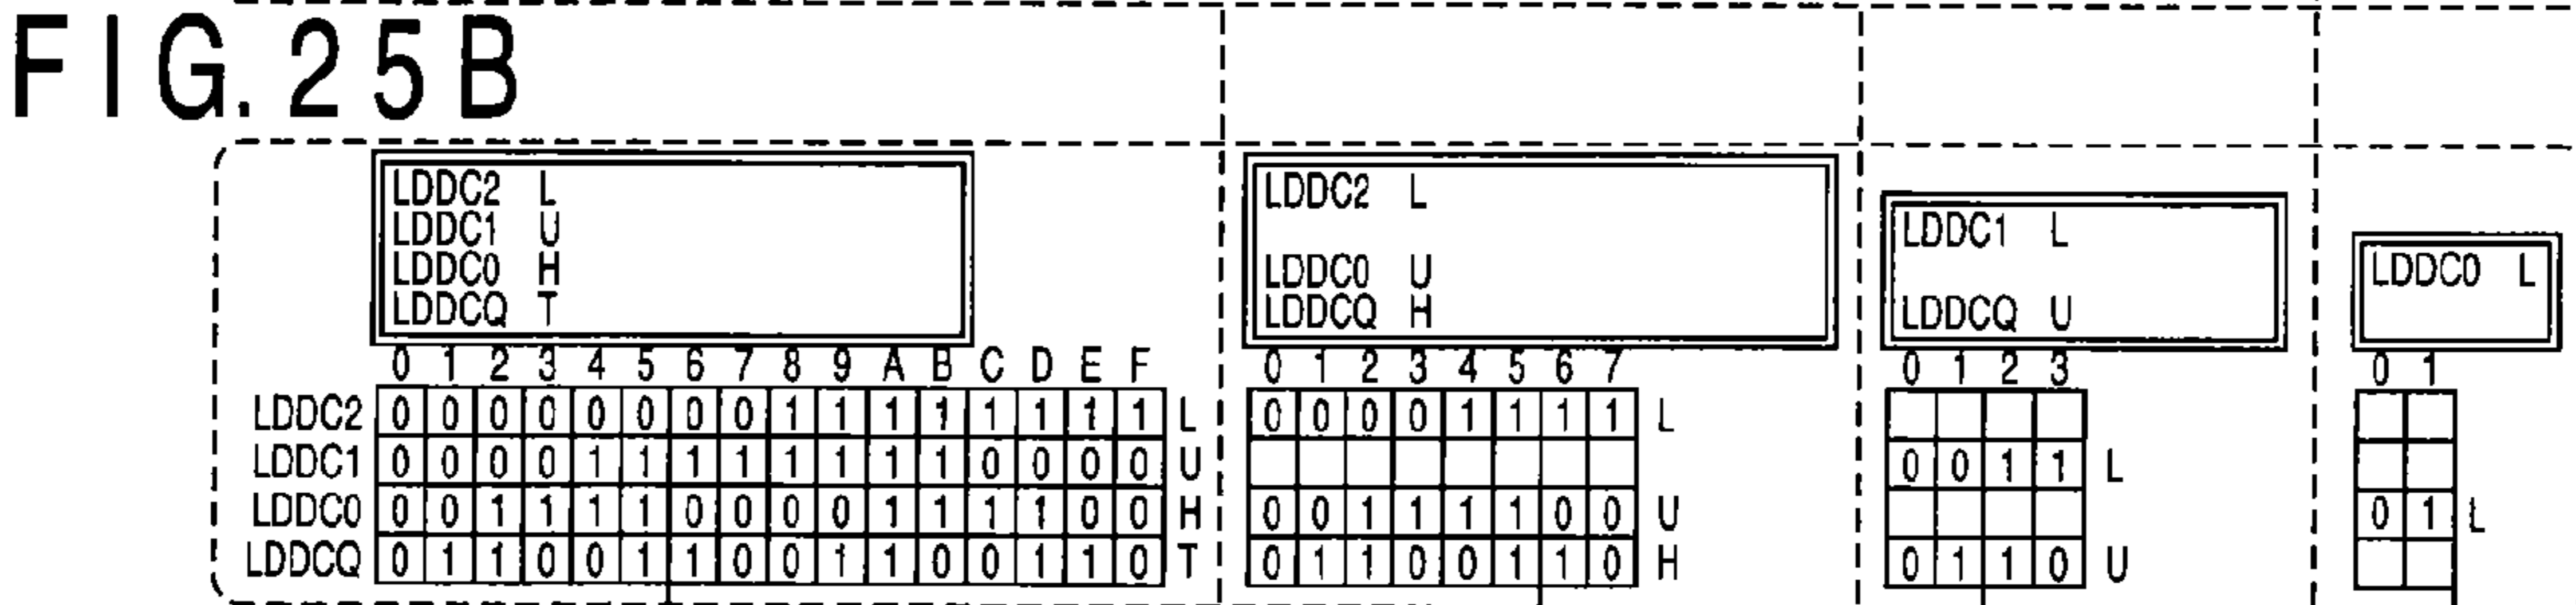 FIG. 25B
LDDC2 L
LDDC1 U
LDDC0 H
LDDCQ T
0 1 2 3 4 5 6 7 8 9 A B C D E F
LDDC2 0 0 0 0 0 0 0 0 1 1 1 1 1 1 1 1 L
LDDC1 0 0 0 0 1 1 1 1 1 1 1 1 0 0 0 0 U
LDDC0 0 0 1 1 1 1 0 0 0 0 1 1 1 1 0 0 H
LDDCQ 0 1 1 0 0 1 1 0 0 1 1 0 0 1 1 0 T
LDDC2 L
LDDC0 U
LDDCQ H
0 1 2 3 4 5 6 7
0 0 0 0 1 1 1 1 L
0 0 1 1 1 1 0 0 U
0 1 1 0 0 1 1 0 H
LDDC1 L
LDDCQ U
0 1 2 3
0 0 1 1 L
0 1 1 0 U
LDDC0 L
0 1
0 1 L